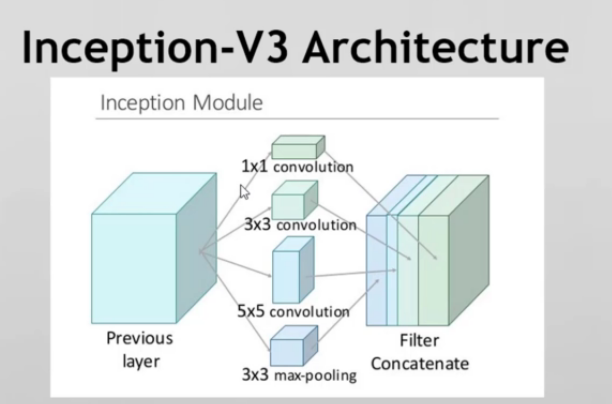 Inception-V3 Architecture
Inception Module
1x1 convolution
3x3 convolution
5x5 convolution
3x3 max-pooling
Previous
layer
Filter
Concatenate